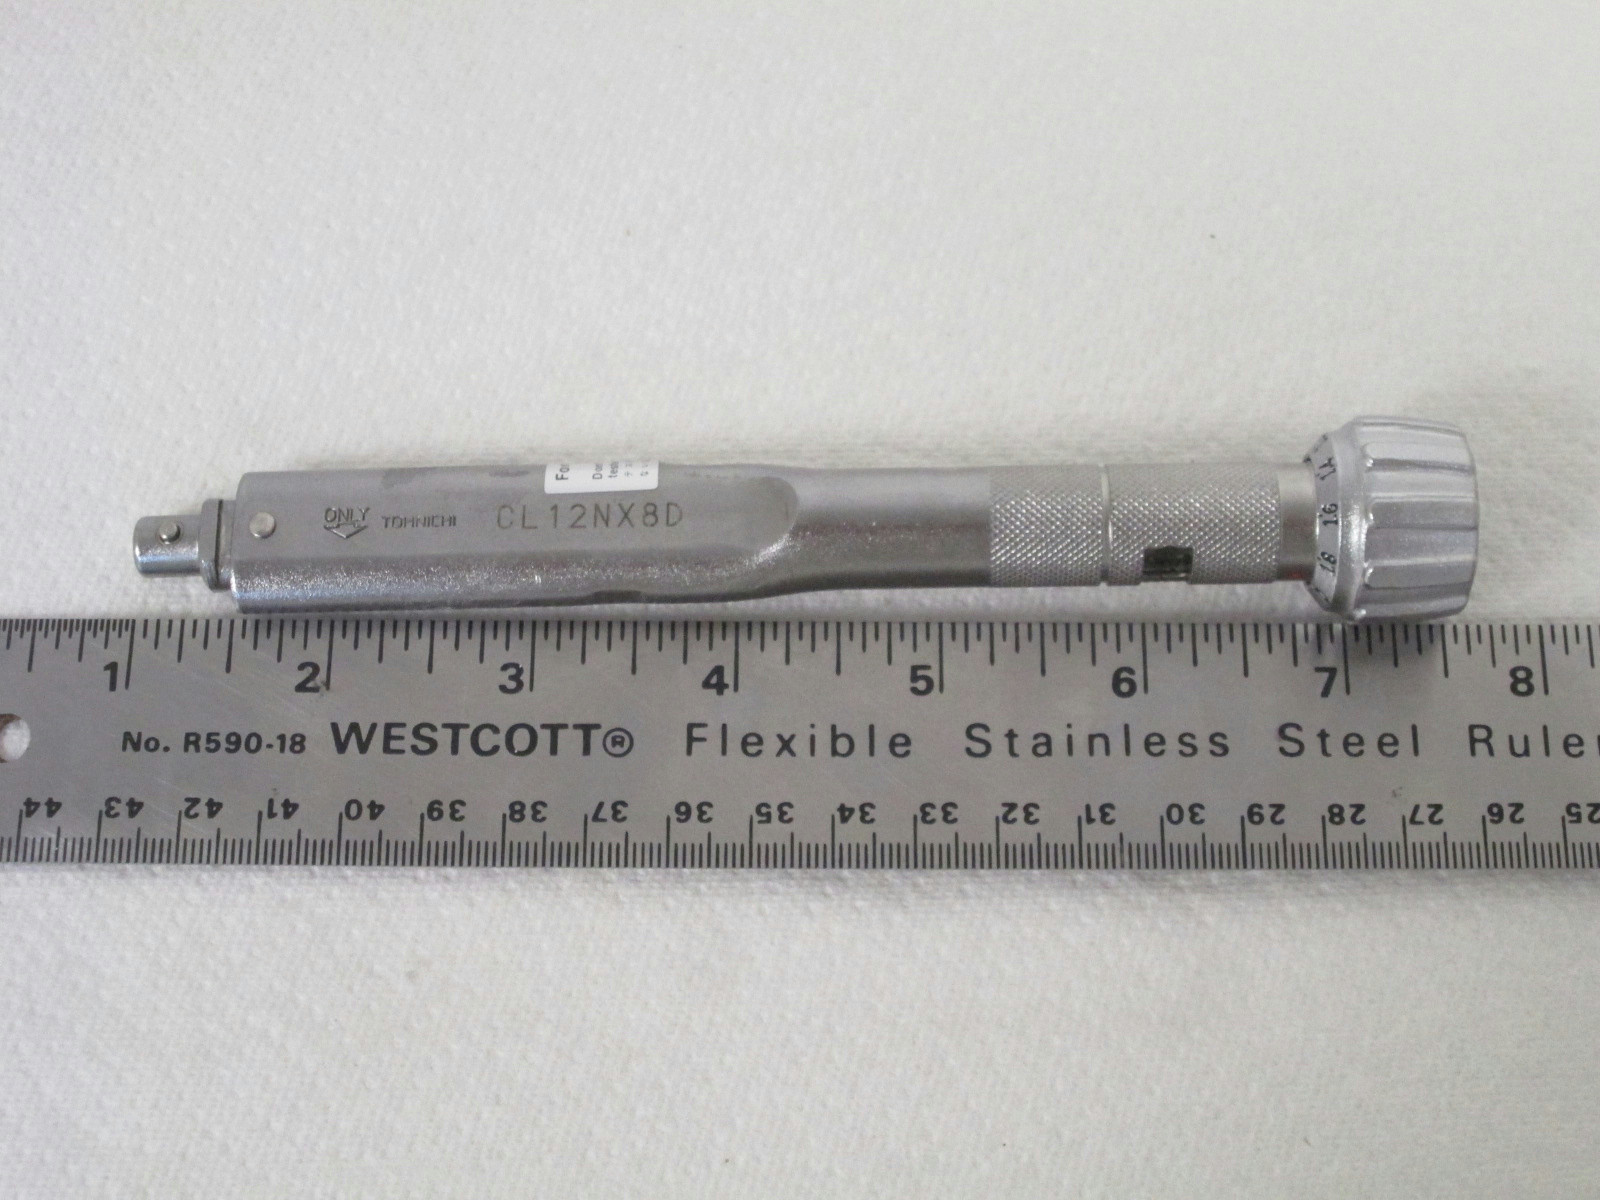 ONLY
TOHNICHI
CL12NX8D
1.4
1.6
1.8
1 2 3 4 5 6 7 8
No. R590-18 WESTCOTT® Flexible Stainless Steel Ruler
44 43 42 41 40 39 38 37 36 35 34 33 32 31 30 29 28 27 26 25